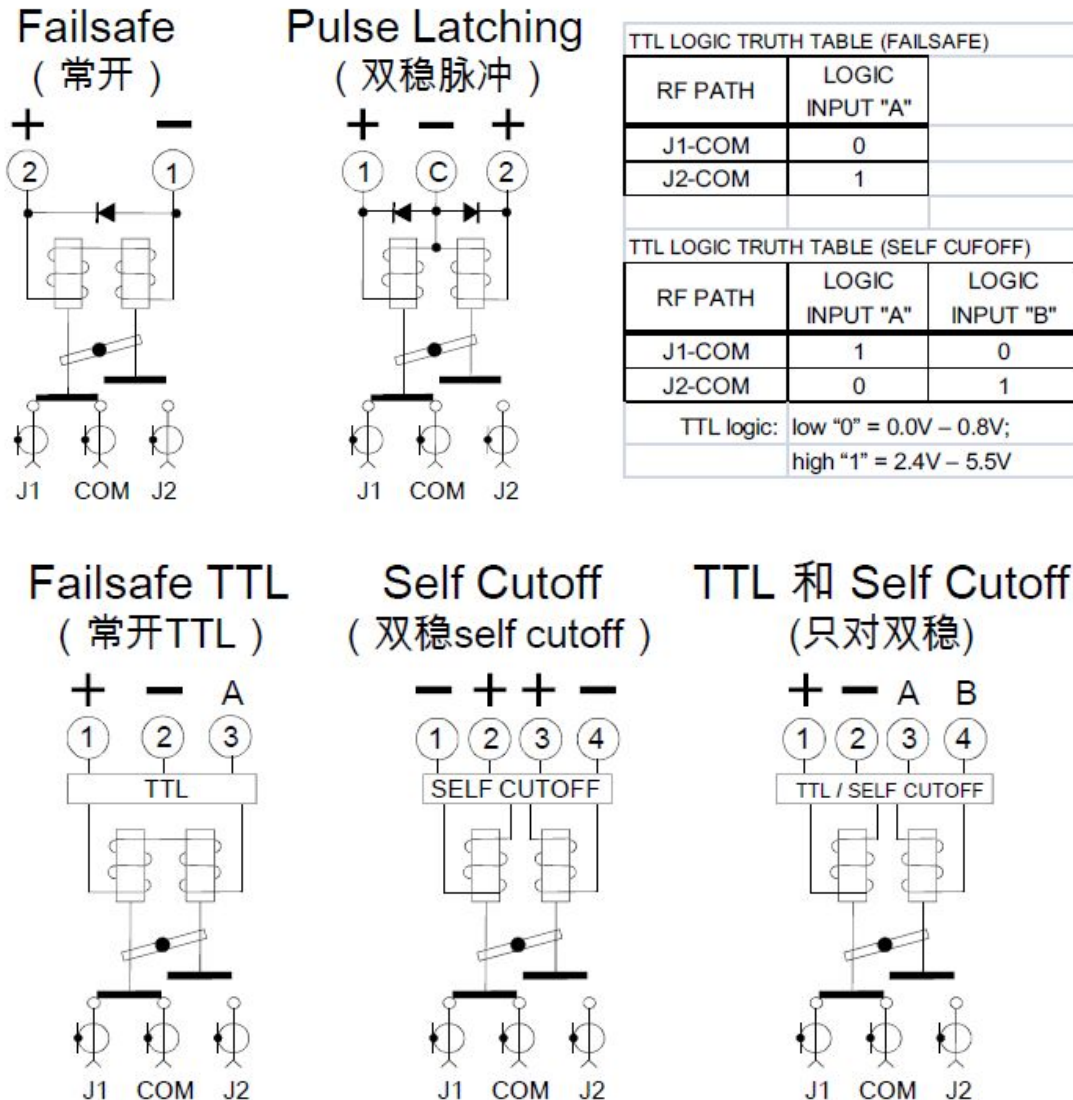 Failsafe
（常开）
+ −
2 1
J1 COM J2
Pulse Latching
（双稳脉冲）
+ − +
1 C 2
J1 COM J2
TTL LOGIC TRUTH TABLE (FAILSAFE)
RF PATH LOGIC INPUT "A"
J1-COM 0
J2-COM 1
TTL LOGIC TRUTH TABLE (SELF CUFOFF)
RF PATH LOGIC INPUT "A" LOGIC INPUT "B"
J1-COM 1 0
J2-COM 0 1
TTL logic: low “0” = 0.0V – 0.8V;
high “1” = 2.4V – 5.5V
Failsafe TTL
（常开TTL）
+ − A
1 2 3
TTL
J1 COM J2
Self Cutoff
（双稳self cutoff）
− + + −
1 2 3 4
SELF CUTOFF
J1 COM J2
TTL 和 Self Cutoff
(只对双稳)
+ − A B
1 2 3 4
TTL / SELF CUTOFF
J1 COM J2